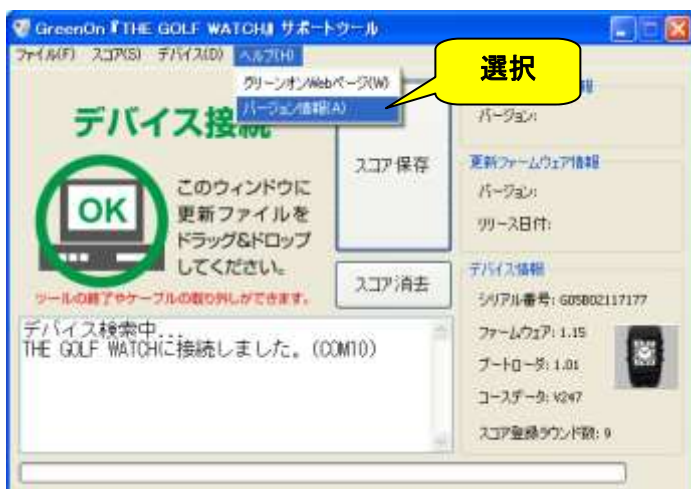 GreenOn『THE GOLF WATCH』 サポートツール
ファイル(F) スコア(S) デバイス(D) ヘルプ(H)
グリーンオンWebページ(W)
バージョン情報(A)
選択
デバイス接続
OK
このウィンドウに
更新ファイルを
ドラッグ&ドロップ
してください。
ツールの終了やケーブルの取り外しができます。
スコア保存
スコア消去
デバイス検索中...
THE GOLF WATCHに接続しました。(COM10)
バージョン:
更新ファームウェア情報
バージョン:
リリース日付:
デバイス情報
シリアル番号: G05B02117177
ファームウェア: 1.15
ブートローダ: 1.01
コースデータ: V247
スコア登録ラウンド数: 9